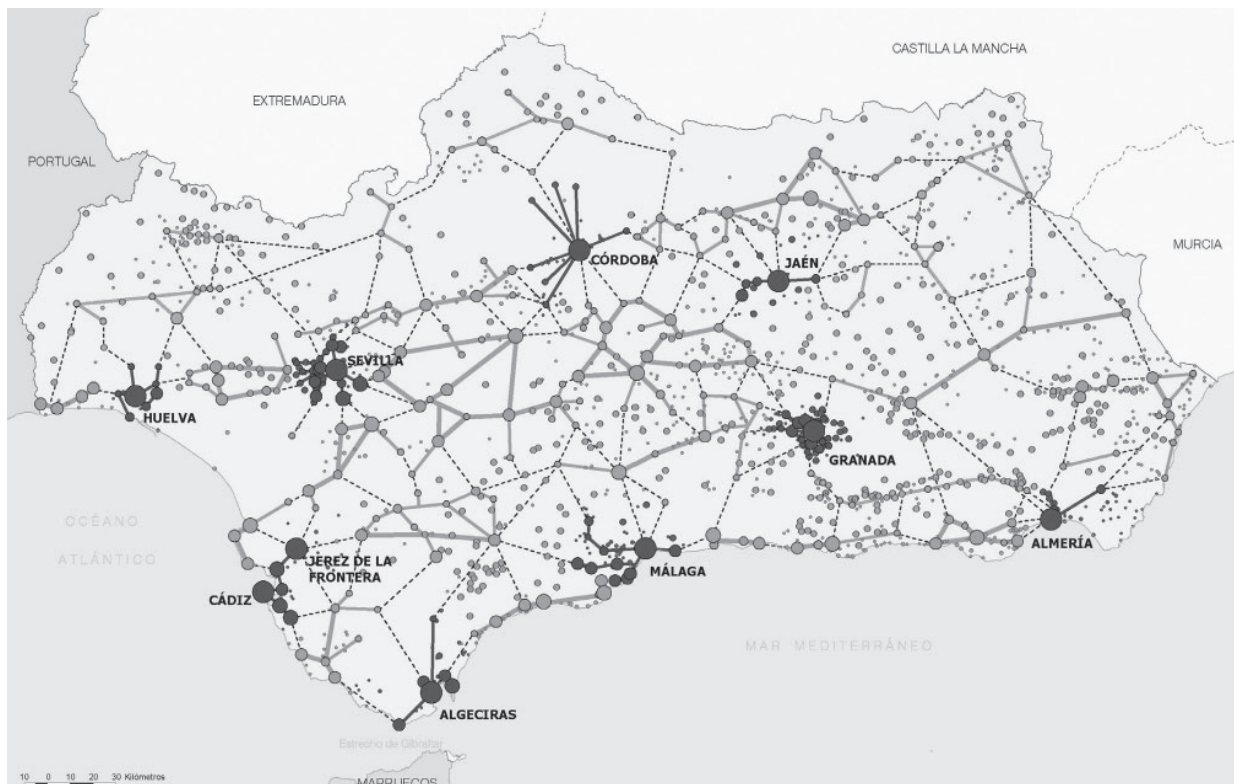 CASTILLA LA MANCHA
EXTREMADURA
PORTUGAL
MURCIA
CÓRDOBA
JAÉN
SEVILLA
HUELVA
GRANADA
OCÉANO
ATLÁNTICO
ALMERÍA
JEREZ DE LA
FRONTERA
MÁLAGA
CÁDIZ
MAR MEDITERRÁNEO
ALGECIRAS
Estrecho de Gibraltar
10 0 10 20 30 Kilómetros
MARRUECOS